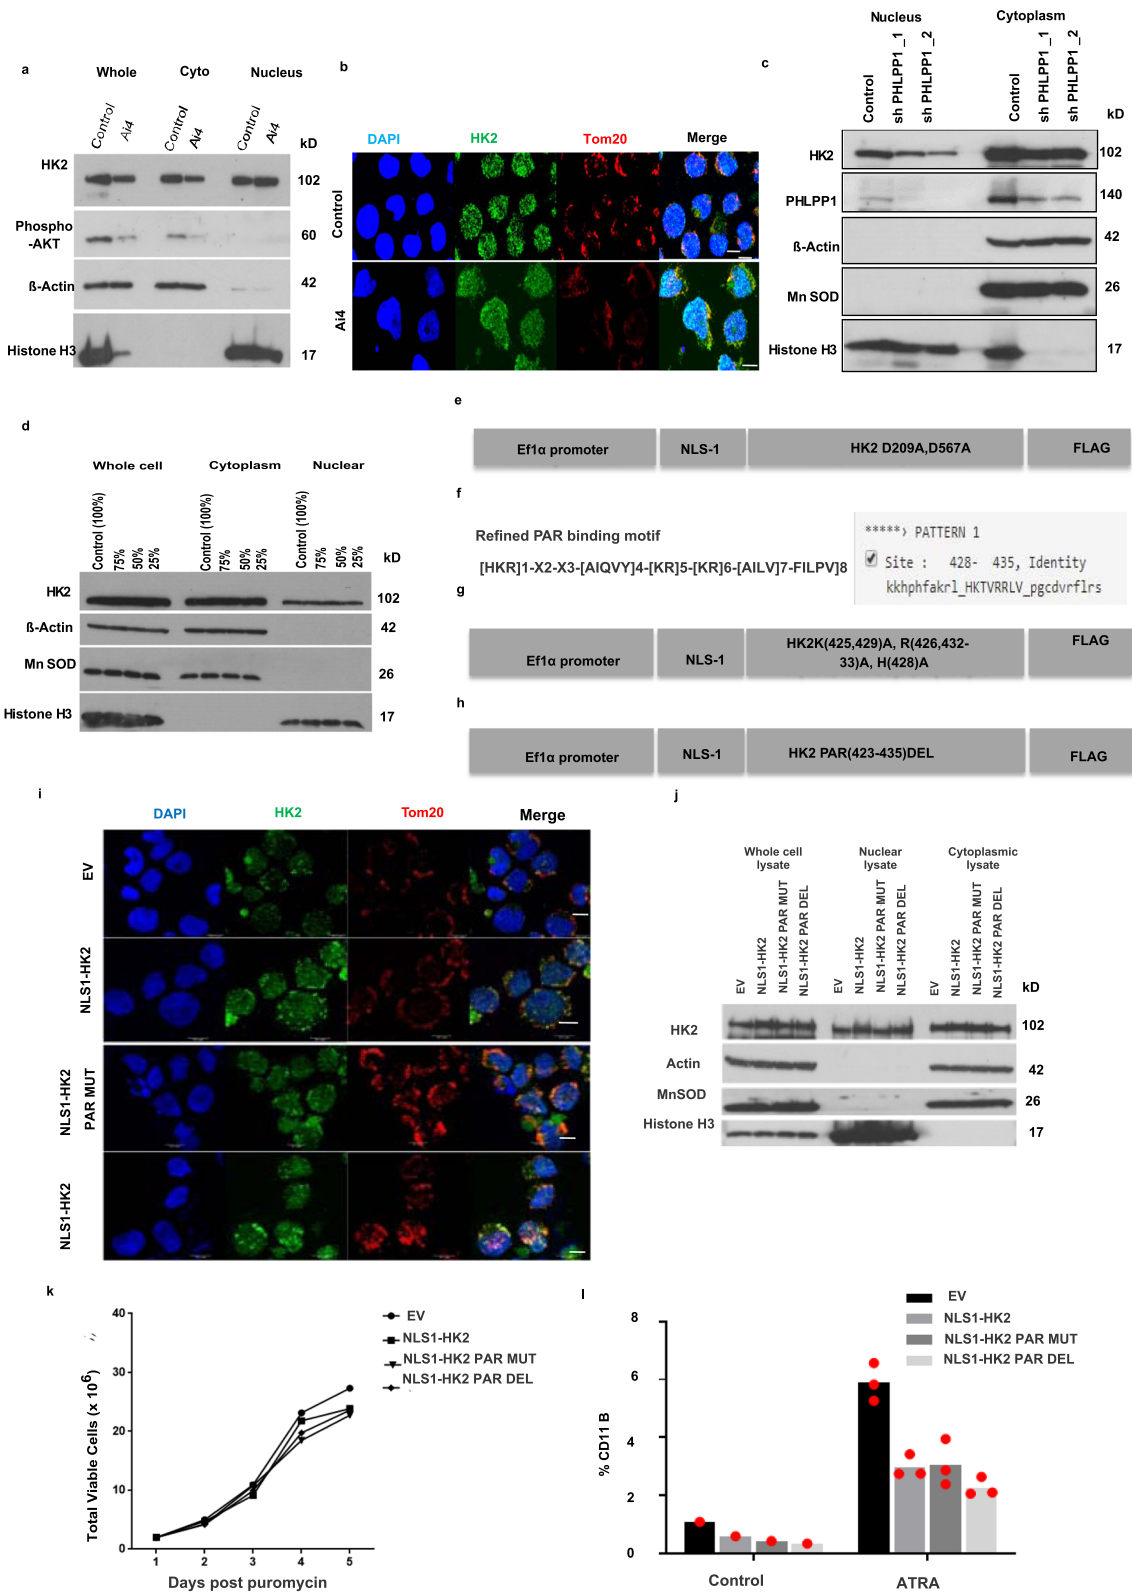 a
Whole Cyto Nucleus
Control Ai4 Control Ai4 Control Ai4
kD
HK2 102
Phospho
-AKT 60
ß-Actin 42
Histone H3 17
b
DAPI HK2 Tom20 Merge
Control
Ai4
c
Nucleus Cytoplasm
Control sh PHLPP1_1 sh PHLPP1_2 Control sh PHLPP1_1 sh PHLPP1_2
kD
HK2 102
PHLPP1 140
ß-Actin 42
Mn SOD 26
Histone H3 17
d
Whole cell Cytoplasm Nuclear
Control (100%) 75% 50% 25% Control (100%) 75% 50% 25% Control (100%) 75% 50% 25%
kD
HK2 102
ß-Actin 42
Mn SOD 26
Histone H3 17
e
Ef1α promoter NLS-1 HK2 D209A,D567A FLAG
f
Refined PAR binding motif
[HKR]1-X2-X3-[AIQVY]4-[KR]5-[KR]6-[AILV]7-FILPV]8
*****> PATTERN 1
Site : 428- 435, Identity
kkhphfakrl_HKTVRRLV_pgcdvrflrs
g
Ef1α promoter NLS-1 HK2K(425,429)A, R(426,432-
33)A, H(428)A FLAG
h
Ef1α promoter NLS-1 HK2 PAR(423-435)DEL FLAG
i
DAPI HK2 Tom20 Merge
EV
NLS1-HK2
NLS1-HK2
PAR MUT
NLS1-HK2
j
Whole cell
lysate
Nuclear
lysate
Cytoplasmic
lysate
EV NLS1-HK2 NLS1-HK2 PAR MUT NLS1-HK2 PAR DEL EV NLS1-HK2 NLS1-HK2 PAR MUT NLS1-HK2 PAR DEL EV NLS1-HK2 NLS1-HK2 PAR MUT NLS1-HK2 PAR DEL
kD
HK2 102
Actin 42
MnSOD 26
Histone H3 17
k
Total Viable Cells (x 10⁶)
40
30
20
10
0
1 2 3 4 5
Days post puromycin
EV
NLS1-HK2
NLS1-HK2 PAR MUT
NLS1-HK2 PAR DEL
l
% CD11 B
8
6
4
2
0
Control ATRA
EV
NLS1-HK2
NLS1-HK2 PAR MUT
NLS1-HK2 PAR DEL